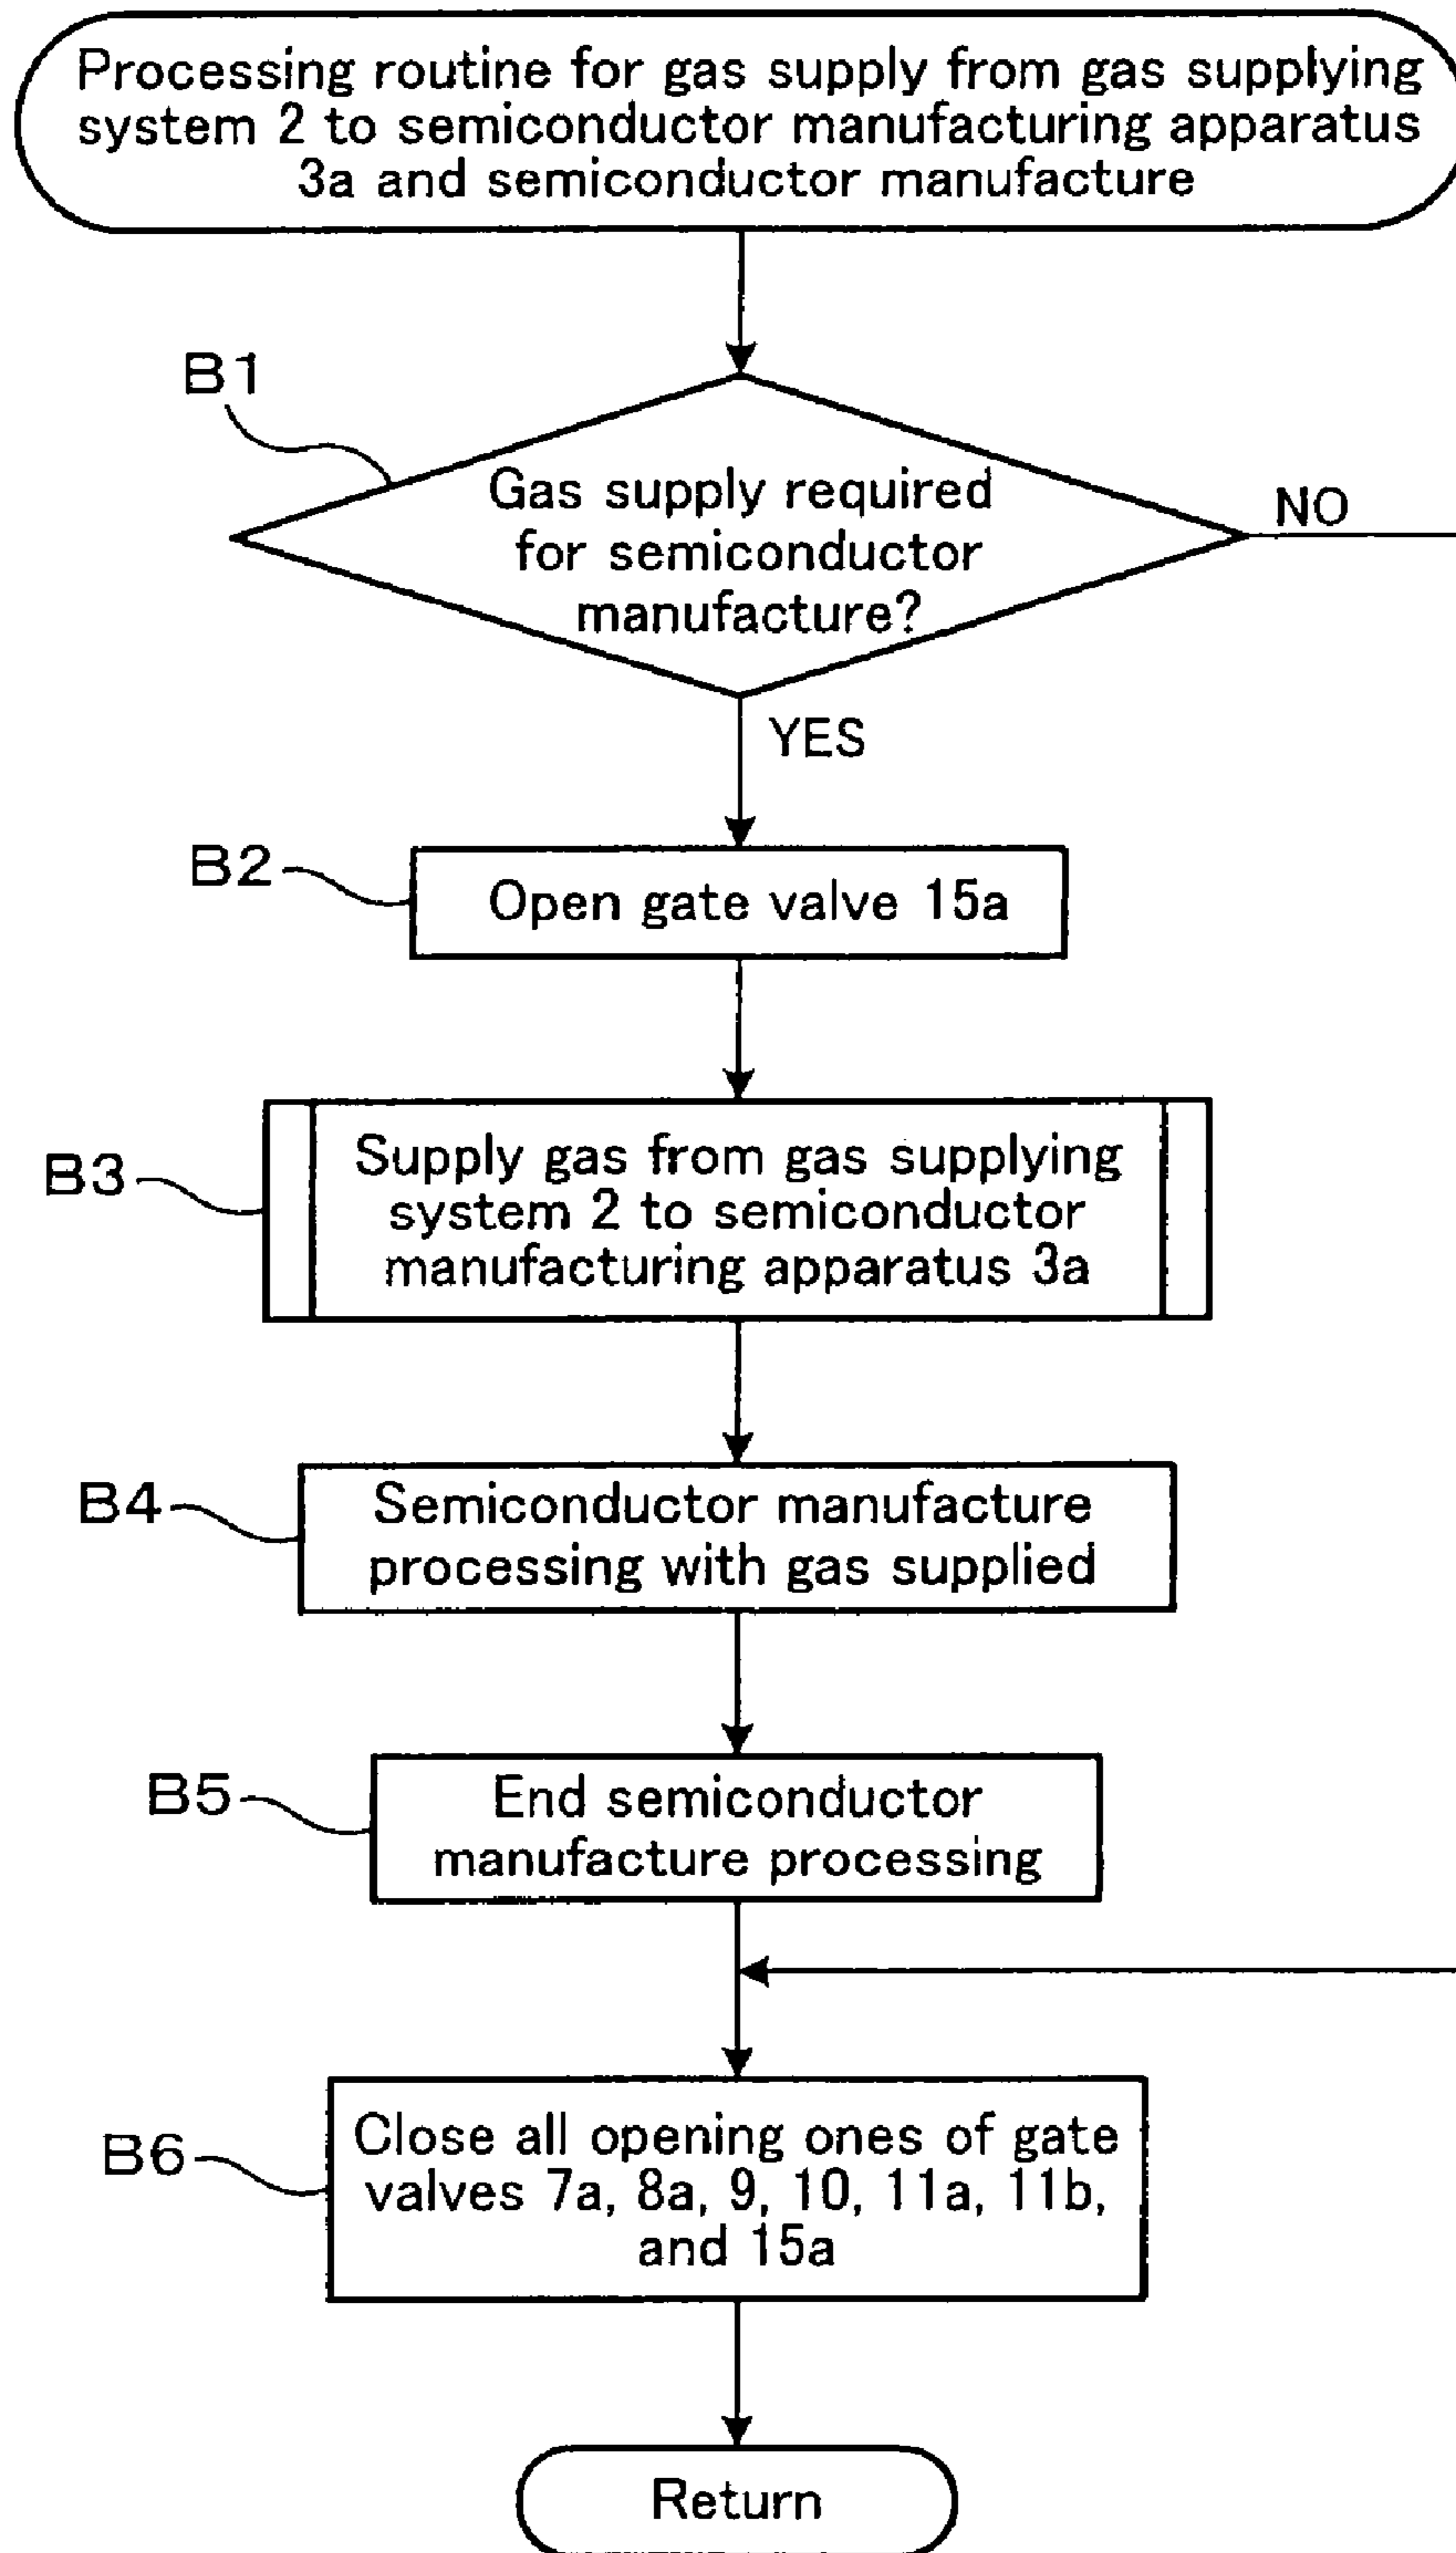 Processing routine for gas supply from gas supplying
system 2 to semiconductor manufacturing apparatus
3a and semiconductor manufacture
B1
Gas supply required
for semiconductor
manufacture?
NO
YES
B2
Open gate valve 15a
B3
Supply gas from gas supplying
system 2 to semiconductor
manufacturing apparatus 3a
B4
Semiconductor manufacture
processing with gas supplied
B5
End semiconductor
manufacture processing
B6
Close all opening ones of gate
valves 7a, 8a, 9, 10, 11a, 11b,
and 15a
Return